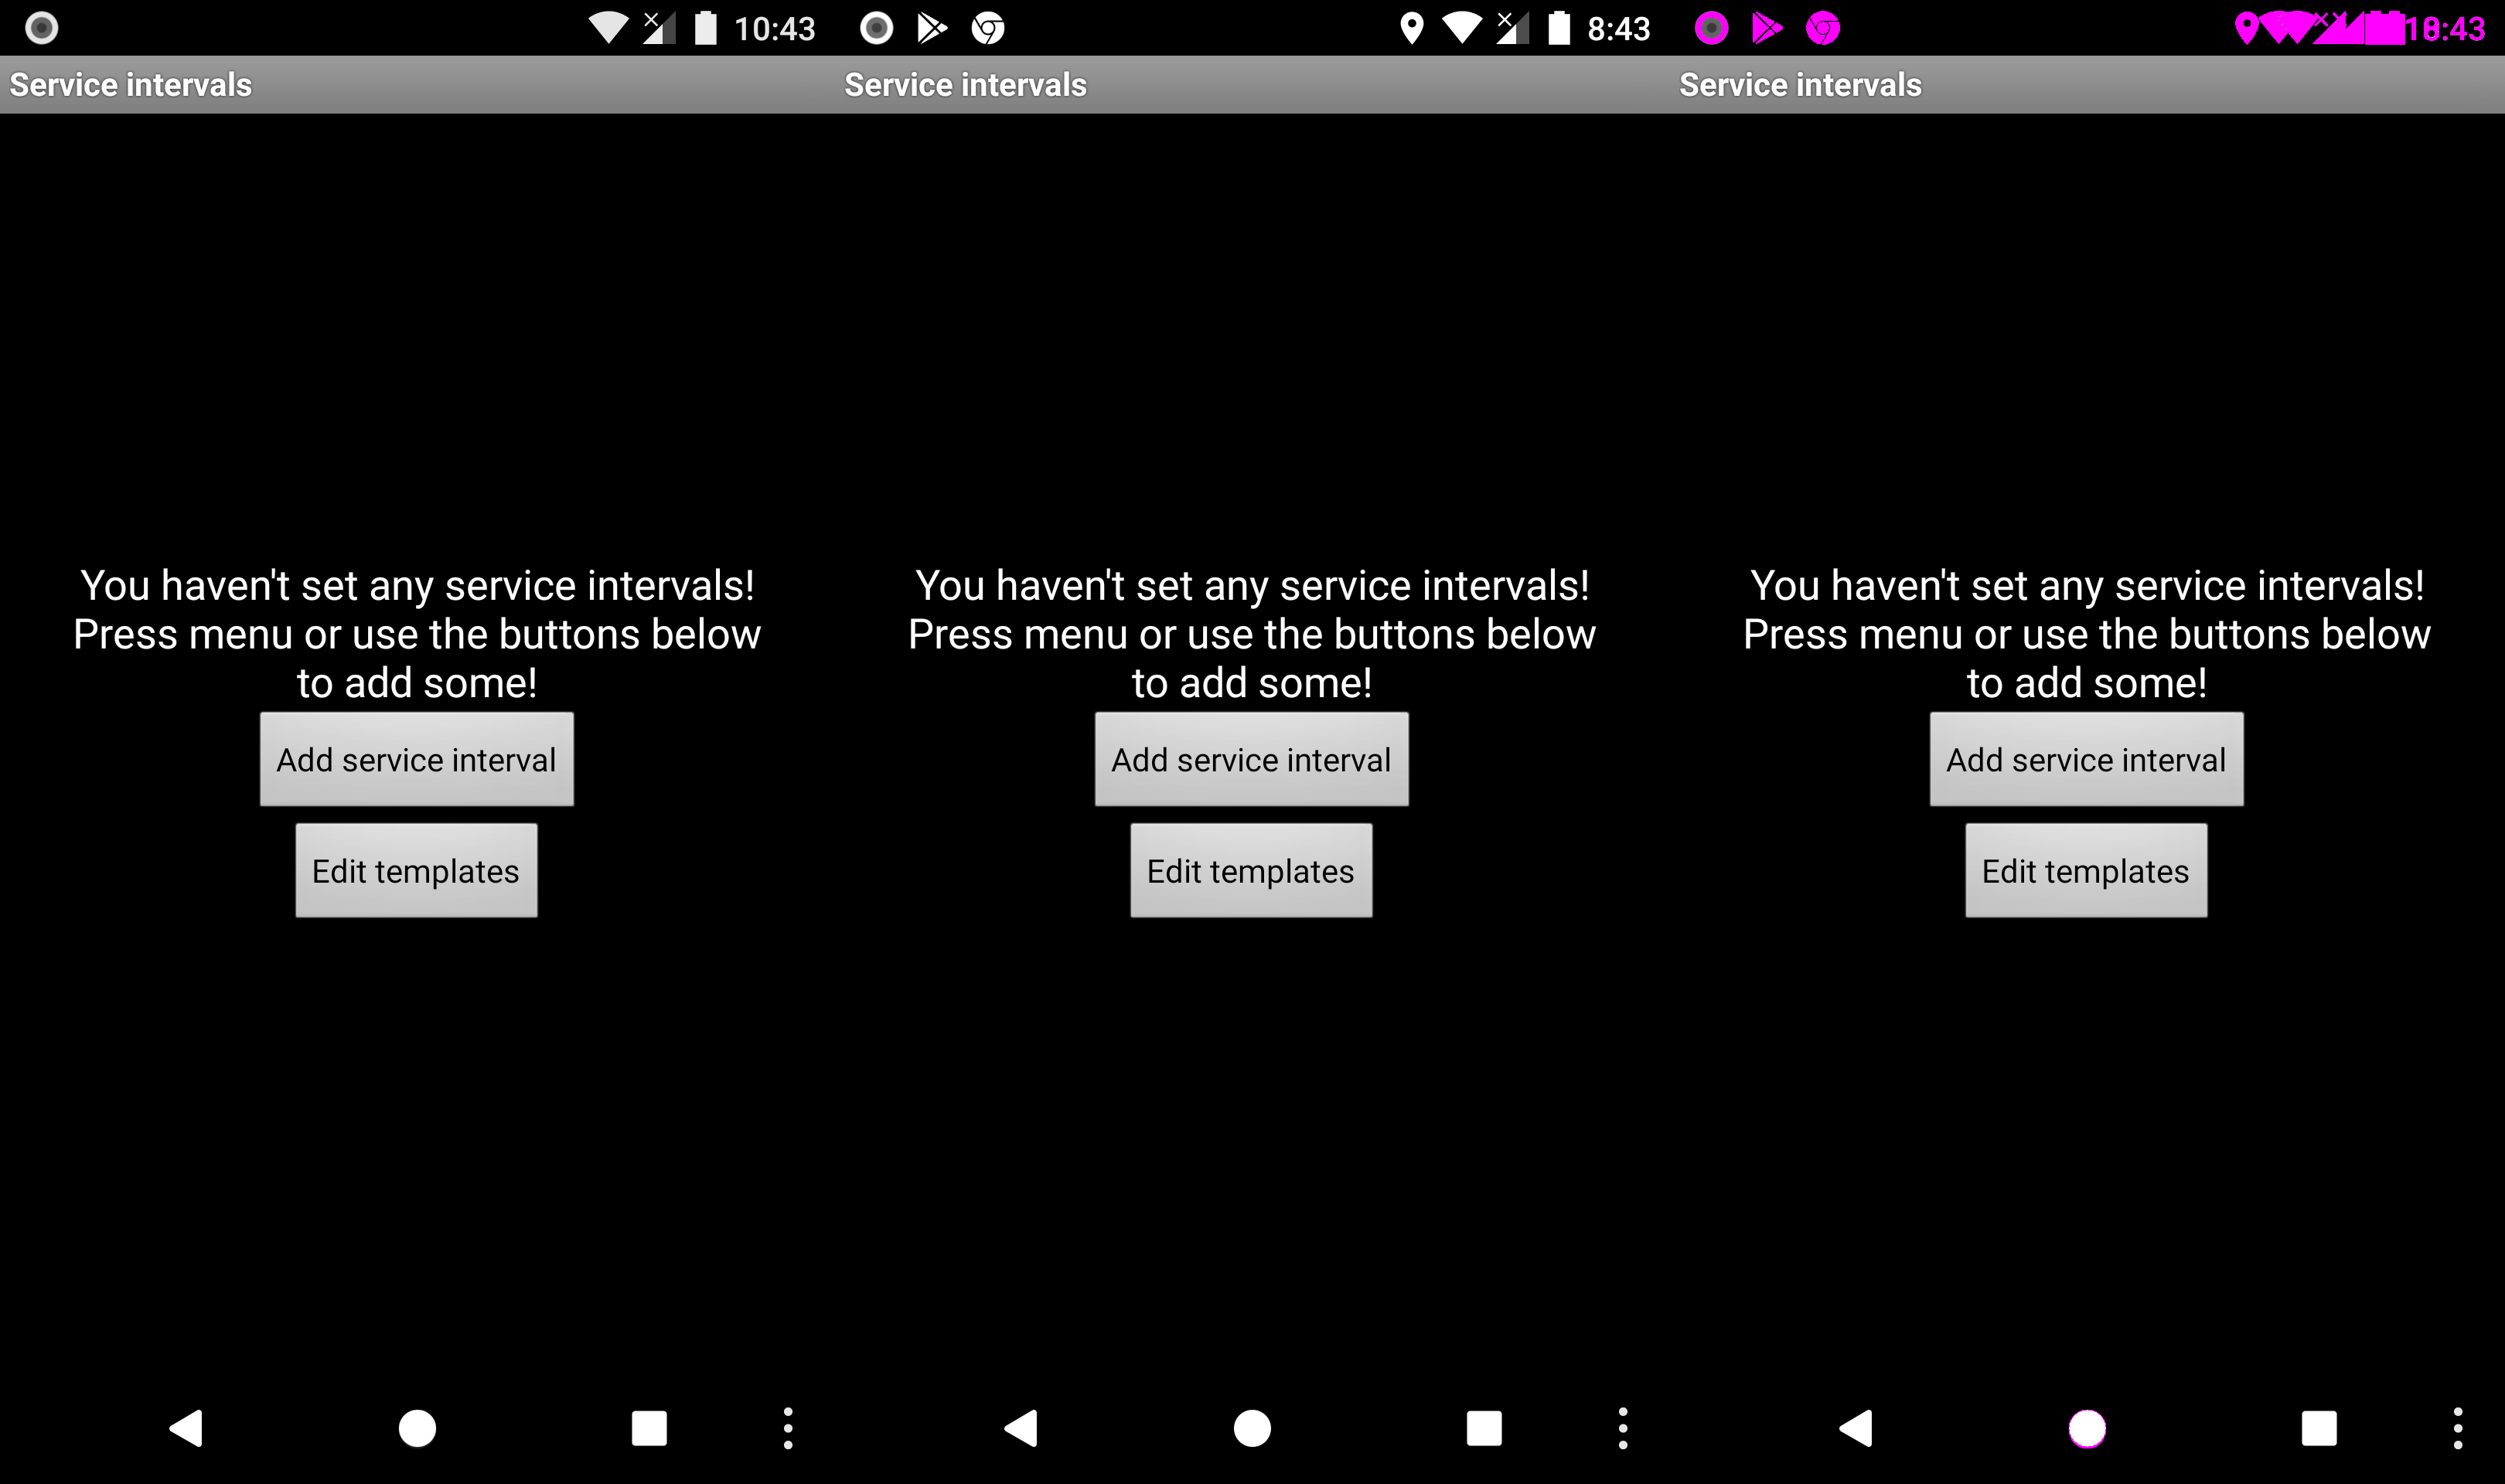 10:43
Service intervals
You haven't set any service intervals!
Press menu or use the buttons below
to add some!
Add service interval
Edit templates
8:43
Service intervals
You haven't set any service intervals!
Press menu or use the buttons below
to add some!
Add service interval
Edit templates
Service intervals
You haven't set any service intervals!
Press menu or use the buttons below
to add some!
Add service interval
Edit templates